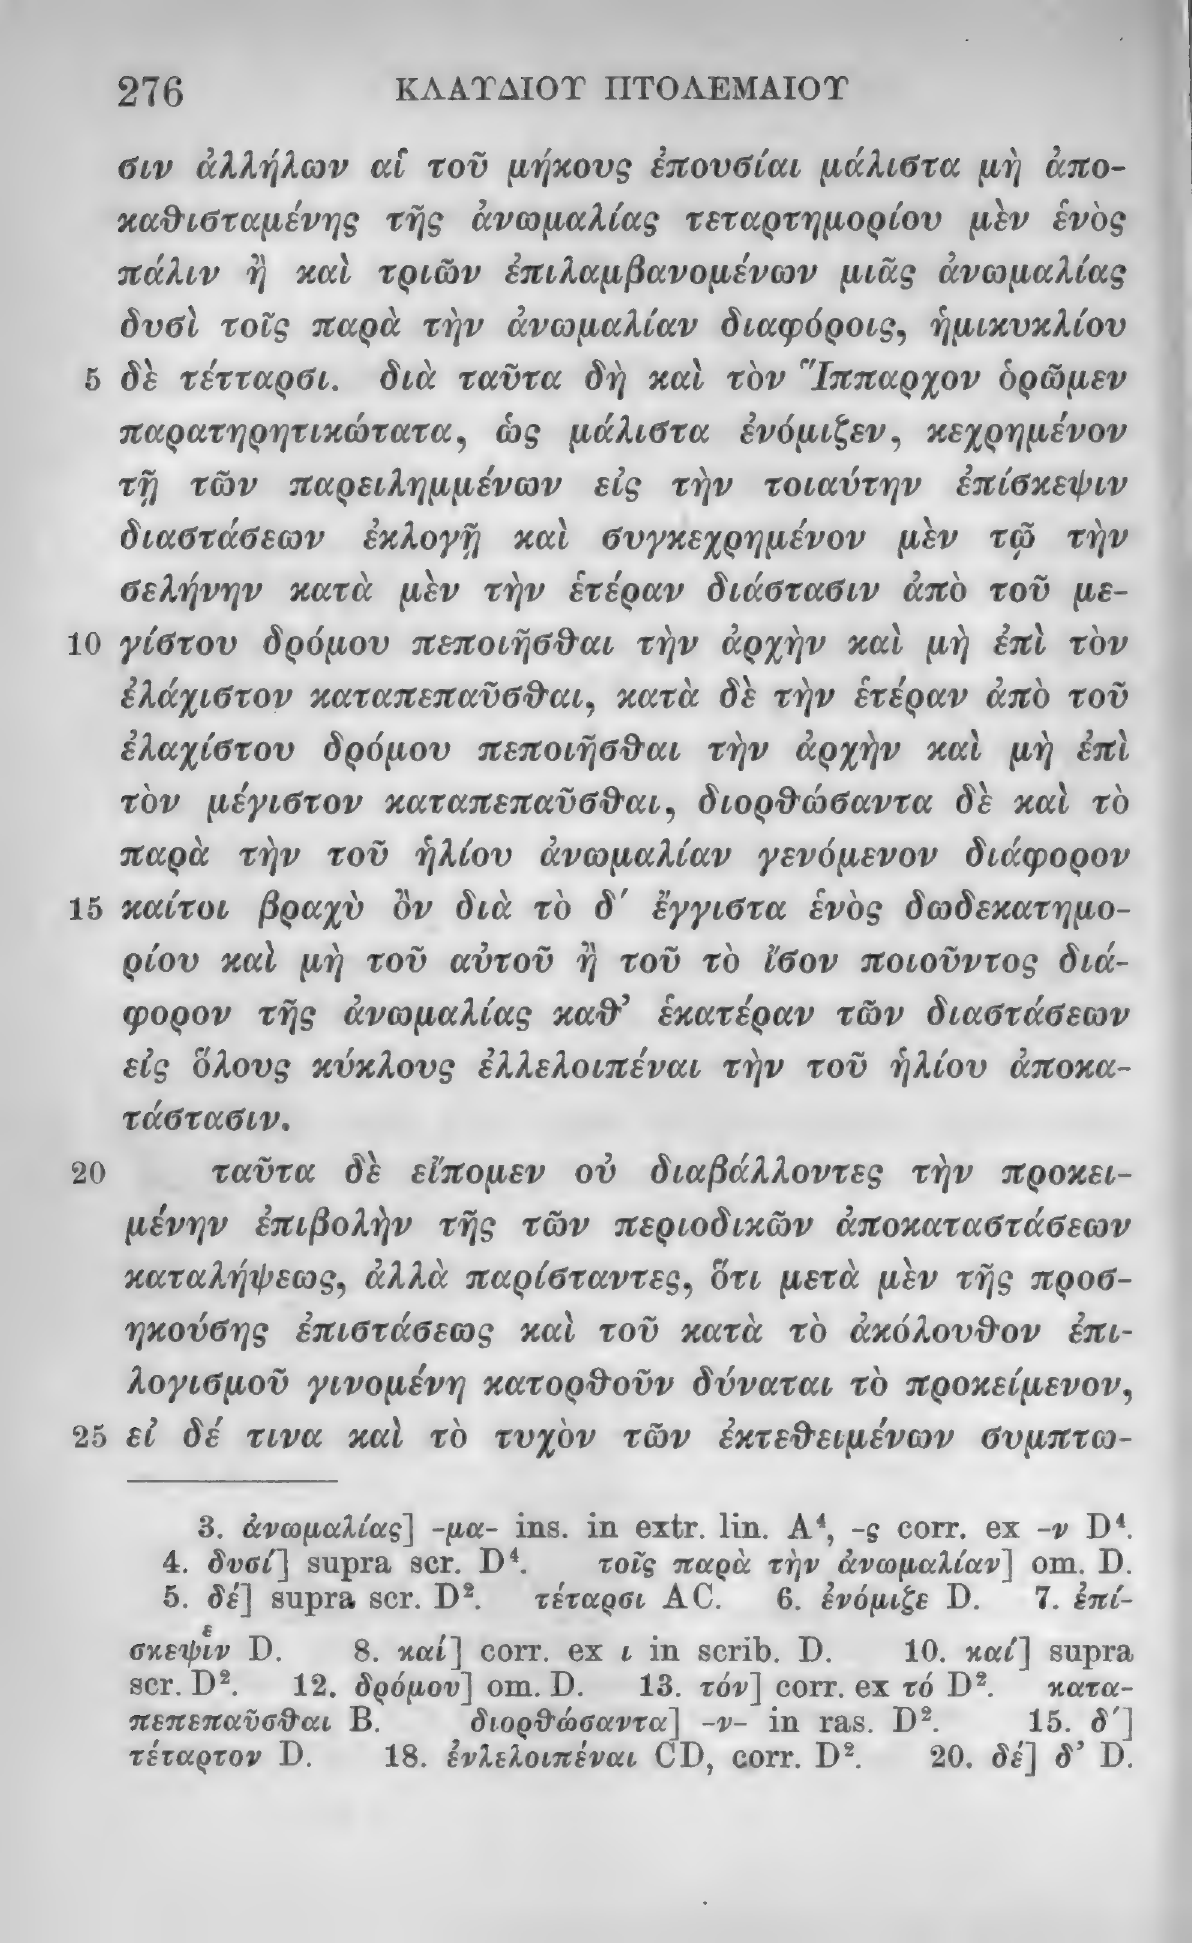 276 ΚΛΑΥΔΙΟΥ ΠΤΟΛΕΜΑΙΟΥ
σιν ἀλλήλων αἱ τοῦ μήκους ἐπουσίαι μάλιστα μὴ ἀπο-
καθισταμένης τῆς ἀνωμαλίας τεταρτημορίου μὲν ἑνὸς
πάλιν ἢ καὶ τριῶν ἐπιλαμβανομένων μιᾶς ἀνωμαλίας
δυσὶ τοῖς παρὰ τὴν ἀνωμαλίαν διαφόροις, ἡμικυκλίου
5 δὲ τέτταρσι. διὰ ταῦτα δὴ καὶ τὸν Ἵππαρχον ὁρῶμεν
παρατηρητικώτατα, ὡς μάλιστα ἐνόμιζεν, κεχρημένον
τῇ τῶν παρειλημμένων εἰς τὴν τοιαύτην ἐπίσκεψιν
διαστάσεων ἐκλογῇ καὶ συγκεχρημένον μὲν τῷ τὴν
σελήνην κατὰ μὲν τὴν ἑτέραν διάστασιν ἀπὸ τοῦ με-
10 γίστου δρόμου πεποιῆσθαι τὴν ἀρχὴν καὶ μὴ ἐπὶ τὸν
ἐλάχιστον καταπεπαῦσθαι, κατὰ δὲ τὴν ἑτέραν ἀπὸ τοῦ
ἐλαχίστου δρόμου πεποιῆσθαι τὴν ἀρχὴν καὶ μὴ ἐπὶ
τὸν μέγιστον καταπεπαῦσθαι, διορθώσαντα δὲ καὶ τὸ
παρὰ τὴν τοῦ ἡλίου ἀνωμαλίαν γενόμενον διάφορον
15 καίτοι βραχὺ ὂν διὰ τὸ δ′ ἔγγιστα ἑνὸς δωδεκατημο-
ρίου καὶ μὴ τοῦ αὐτοῦ ἢ τοῦ τὸ ἴσον ποιοῦντος διά-
φορον τῆς ἀνωμαλίας καθ’ ἑκατέραν τῶν διαστάσεων
εἰς ὅλους κύκλους ἐλλελοιπέναι τὴν τοῦ ἡλίου ἀποκα-
τάστασιν.
20 ταῦτα δὲ εἴπομεν οὐ διαβάλλοντες τὴν προκει-
μένην ἐπιβολὴν τῆς τῶν περιοδικῶν ἀποκαταστάσεων
καταλήψεως, ἀλλὰ παρίσταντες, ὅτι μετὰ μὲν τῆς προσ-
ηκούσης ἐπιστάσεως καὶ τοῦ κατὰ τὸ ἀκόλουθον ἐπι-
λογισμοῦ γινομένη κατορθοῦν δύναται τὸ προκείμενον,
25 εἰ δέ τινα καὶ τὸ τυχὸν τῶν ἐκτεθειμένων συμπτω-
3. ἀνωμαλίας] -μα- ins. in extr. lin. A⁴, -ς corr. ex -ν D⁴.
4. δυσί] supra scr. D⁴. τοῖς παρὰ τὴν ἀνωμαλίαν] om. D.
5. δέ] supra scr. D². τέταρσι AC. 6. ἐνόμιζε D. 7. ἐπί-
ε
σκεψιν D. 8. καί] corr. ex ι in scrib. D. 10. καί] supra
scr. D². 12. δρόμου] om. D. 13. τόν] corr. ex τό D². κατα-
πεπεπαῦσθαι B. διορθώσαντα] -ν- in ras. D². 15. δ′]
τέταρτον D. 18. ἐνλελοιπέναι CD, corr. D². 20. δέ] δ’ D.